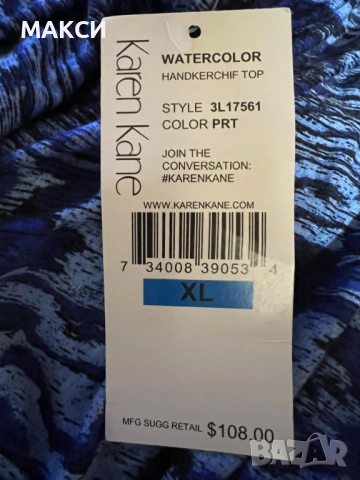 МАКСИ
Karen Kane
WATERCOLOR
HANDKERCHIF TOP
STYLE 3L17561
COLOR PRT
JOIN THE
CONVERSATION:
#KARENKANE
WWW.KARENKANE.COM
7 34008 39053 4
XL
MFG SUGG RETAIL $108.00
BAZAR